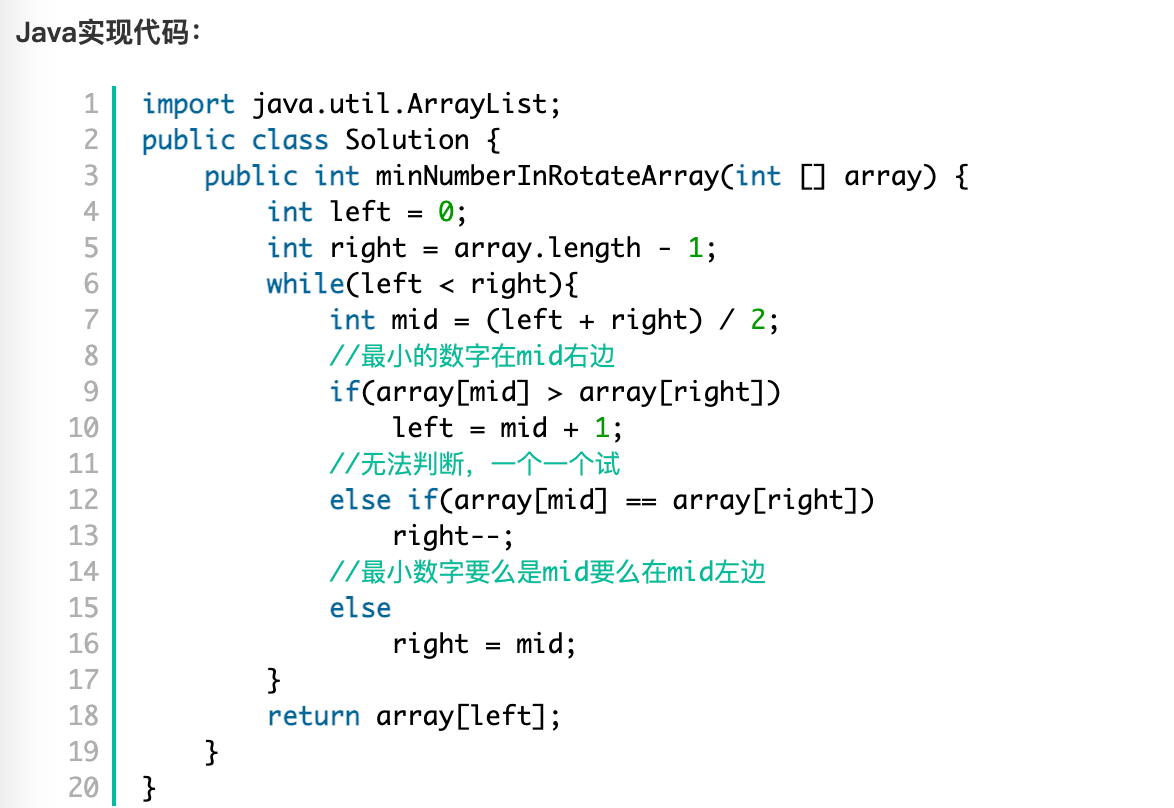 Java实现代码：
1 import java.util.ArrayList;
2 public class Solution {
3     public int minNumberInRotateArray(int [] array) {
4         int left = 0;
5         int right = array.length - 1;
6         while(left < right){
7             int mid = (left + right) / 2;
8             //最小的数字在mid右边
9             if(array[mid] > array[right])
10                 left = mid + 1;
11             //无法判断，一个一个试
12             else if(array[mid] == array[right])
13                 right--;
14             //最小数字要么是mid要么在mid左边
15             else
16                 right = mid;
17         }
18         return array[left];
19     }
20 }